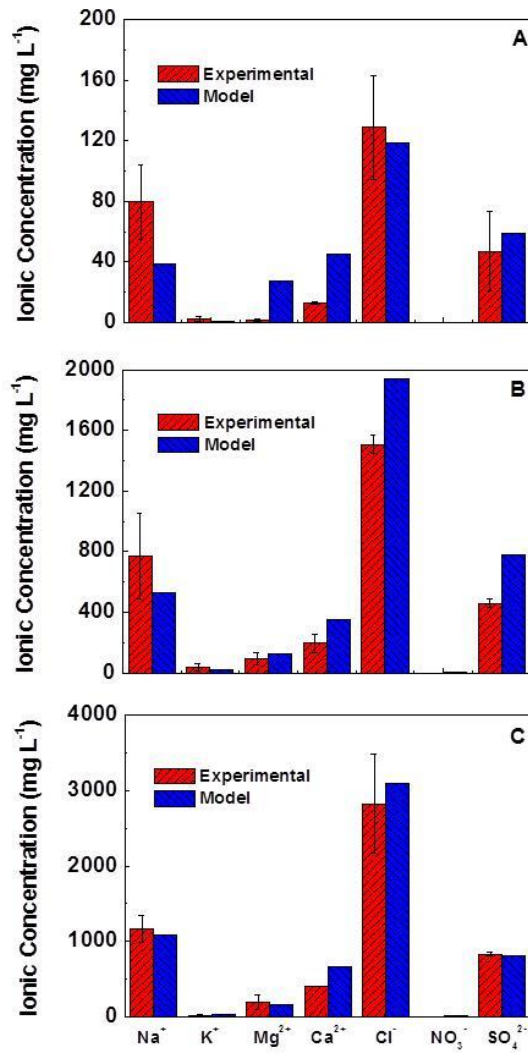 A
Ionic Concentration (mg L⁻¹)
200
160
120
80
40
0
Experimental
Model
B
Ionic Concentration (mg L⁻¹)
2000
1600
1200
800
400
0
Experimental
Model
C
Ionic Concentration (mg L⁻¹)
4000
3000
2000
1000
0
Experimental
Model
Na⁺ K⁺ Mg²⁺ Ca²⁺ Cl⁻ NO₃⁻ SO₄²⁻